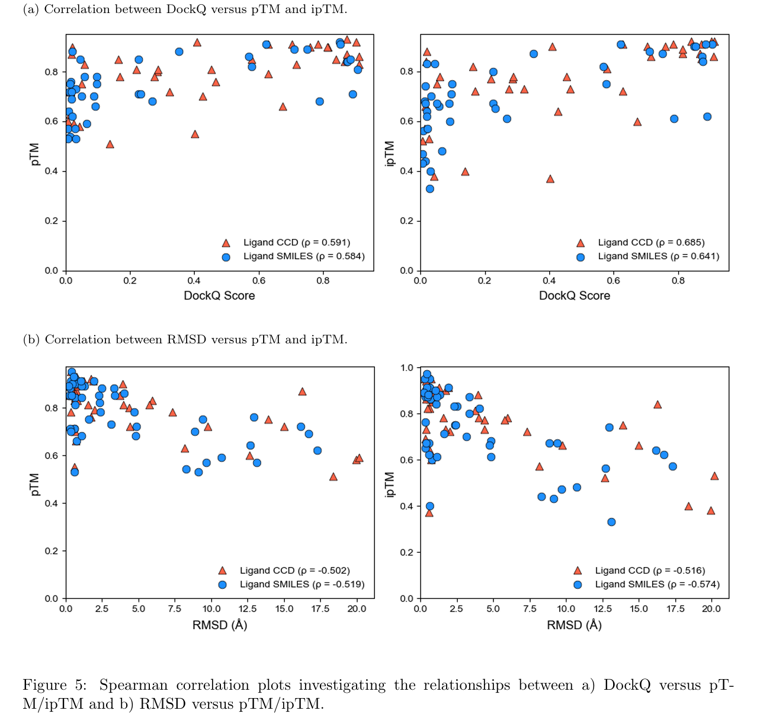 (a) Correlation between DockQ versus pTM and ipTM.
pTM
0.8
0.6
0.4
0.2
0.0
0.0 0.2 0.4 0.6 0.8
DockQ Score
Ligand CCD (ρ = 0.591)
Ligand SMILES (ρ = 0.584)
ipTM
0.8
0.6
0.4
0.2
0.0
0.0 0.2 0.4 0.6 0.8
DockQ Score
Ligand CCD (ρ = 0.685)
Ligand SMILES (ρ = 0.641)
(b) Correlation between RMSD versus pTM and ipTM.
pTM
0.8
0.6
0.4
0.2
0.0
0.0 2.5 5.0 7.5 10.0 12.5 15.0 17.5 20.0
RMSD (Å)
Ligand CCD (ρ = -0.502)
Ligand SMILES (ρ = -0.519)
ipTM
1.0
0.8
0.6
0.4
0.2
0.0
0.0 2.5 5.0 7.5 10.0 12.5 15.0 17.5 20.0
RMSD (Å)
Ligand CCD (ρ = -0.516)
Ligand SMILES (ρ = -0.574)
Figure 5: Spearman correlation plots investigating the relationships between a) DockQ versus pT-
M/ipTM and b) RMSD versus pTM/ipTM.